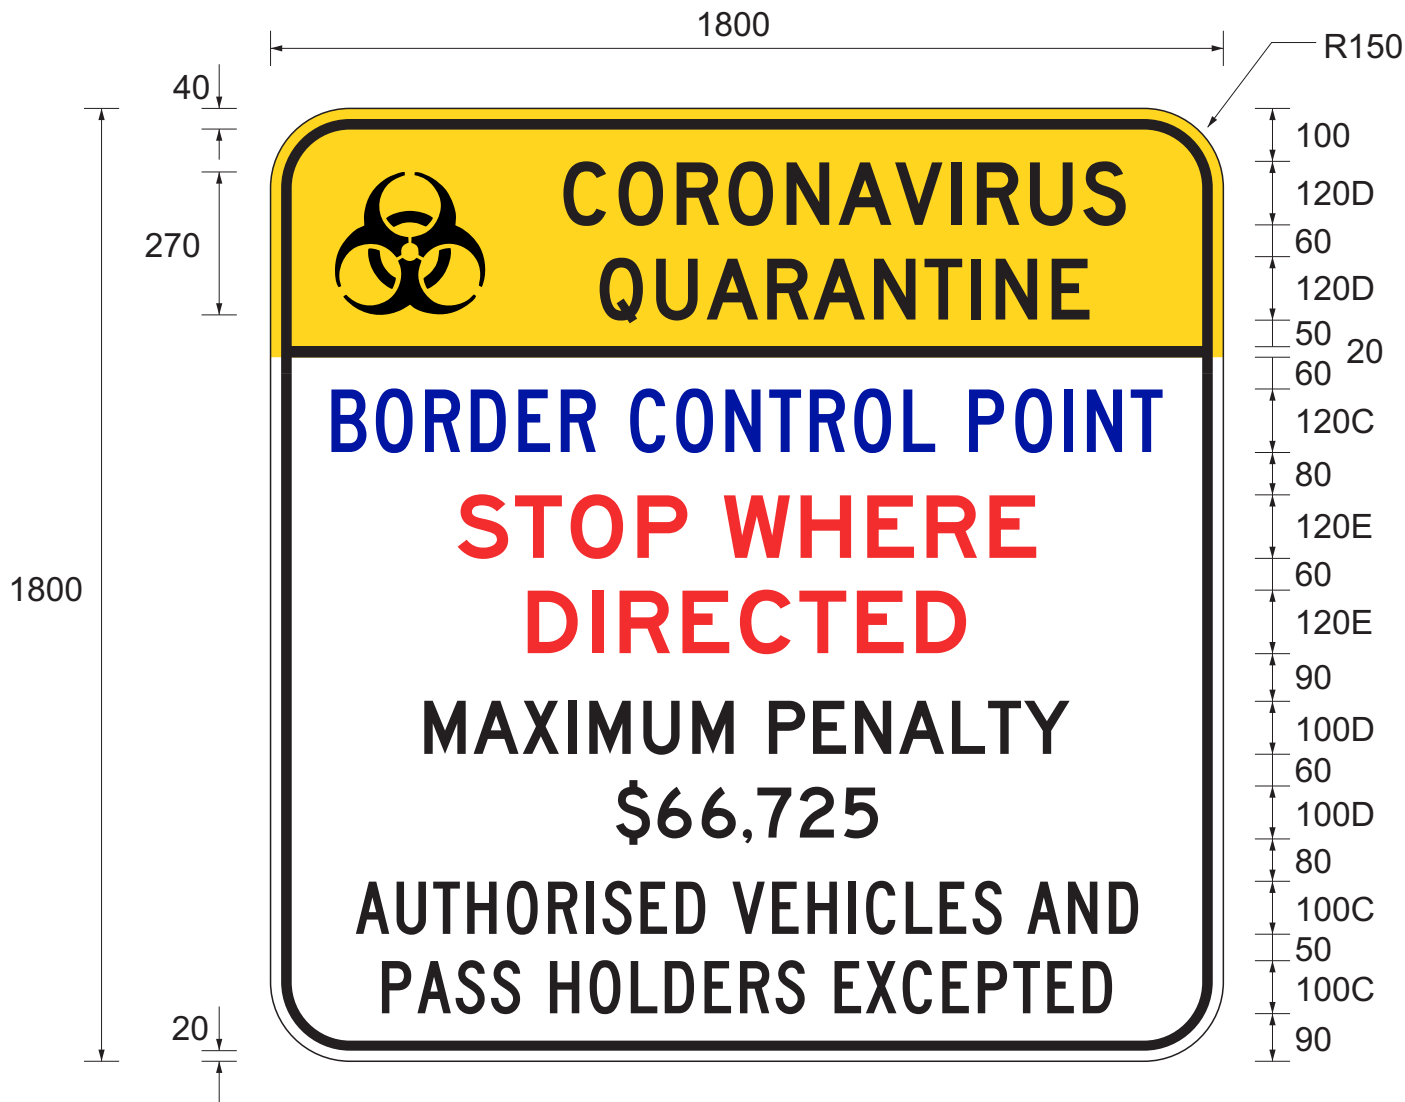 1800
R150
40
270
1800
20
CORONAVIRUS
QUARANTINE
BORDER CONTROL POINT
STOP WHERE
DIRECTED
MAXIMUM PENALTY
$66,725
AUTHORISED VEHICLES AND
PASS HOLDERS EXCEPTED
100
120D
60
120D
50
20
60
120C
80
120E
60
120E
90
100D
60
100D
80
100C
50
100C
90